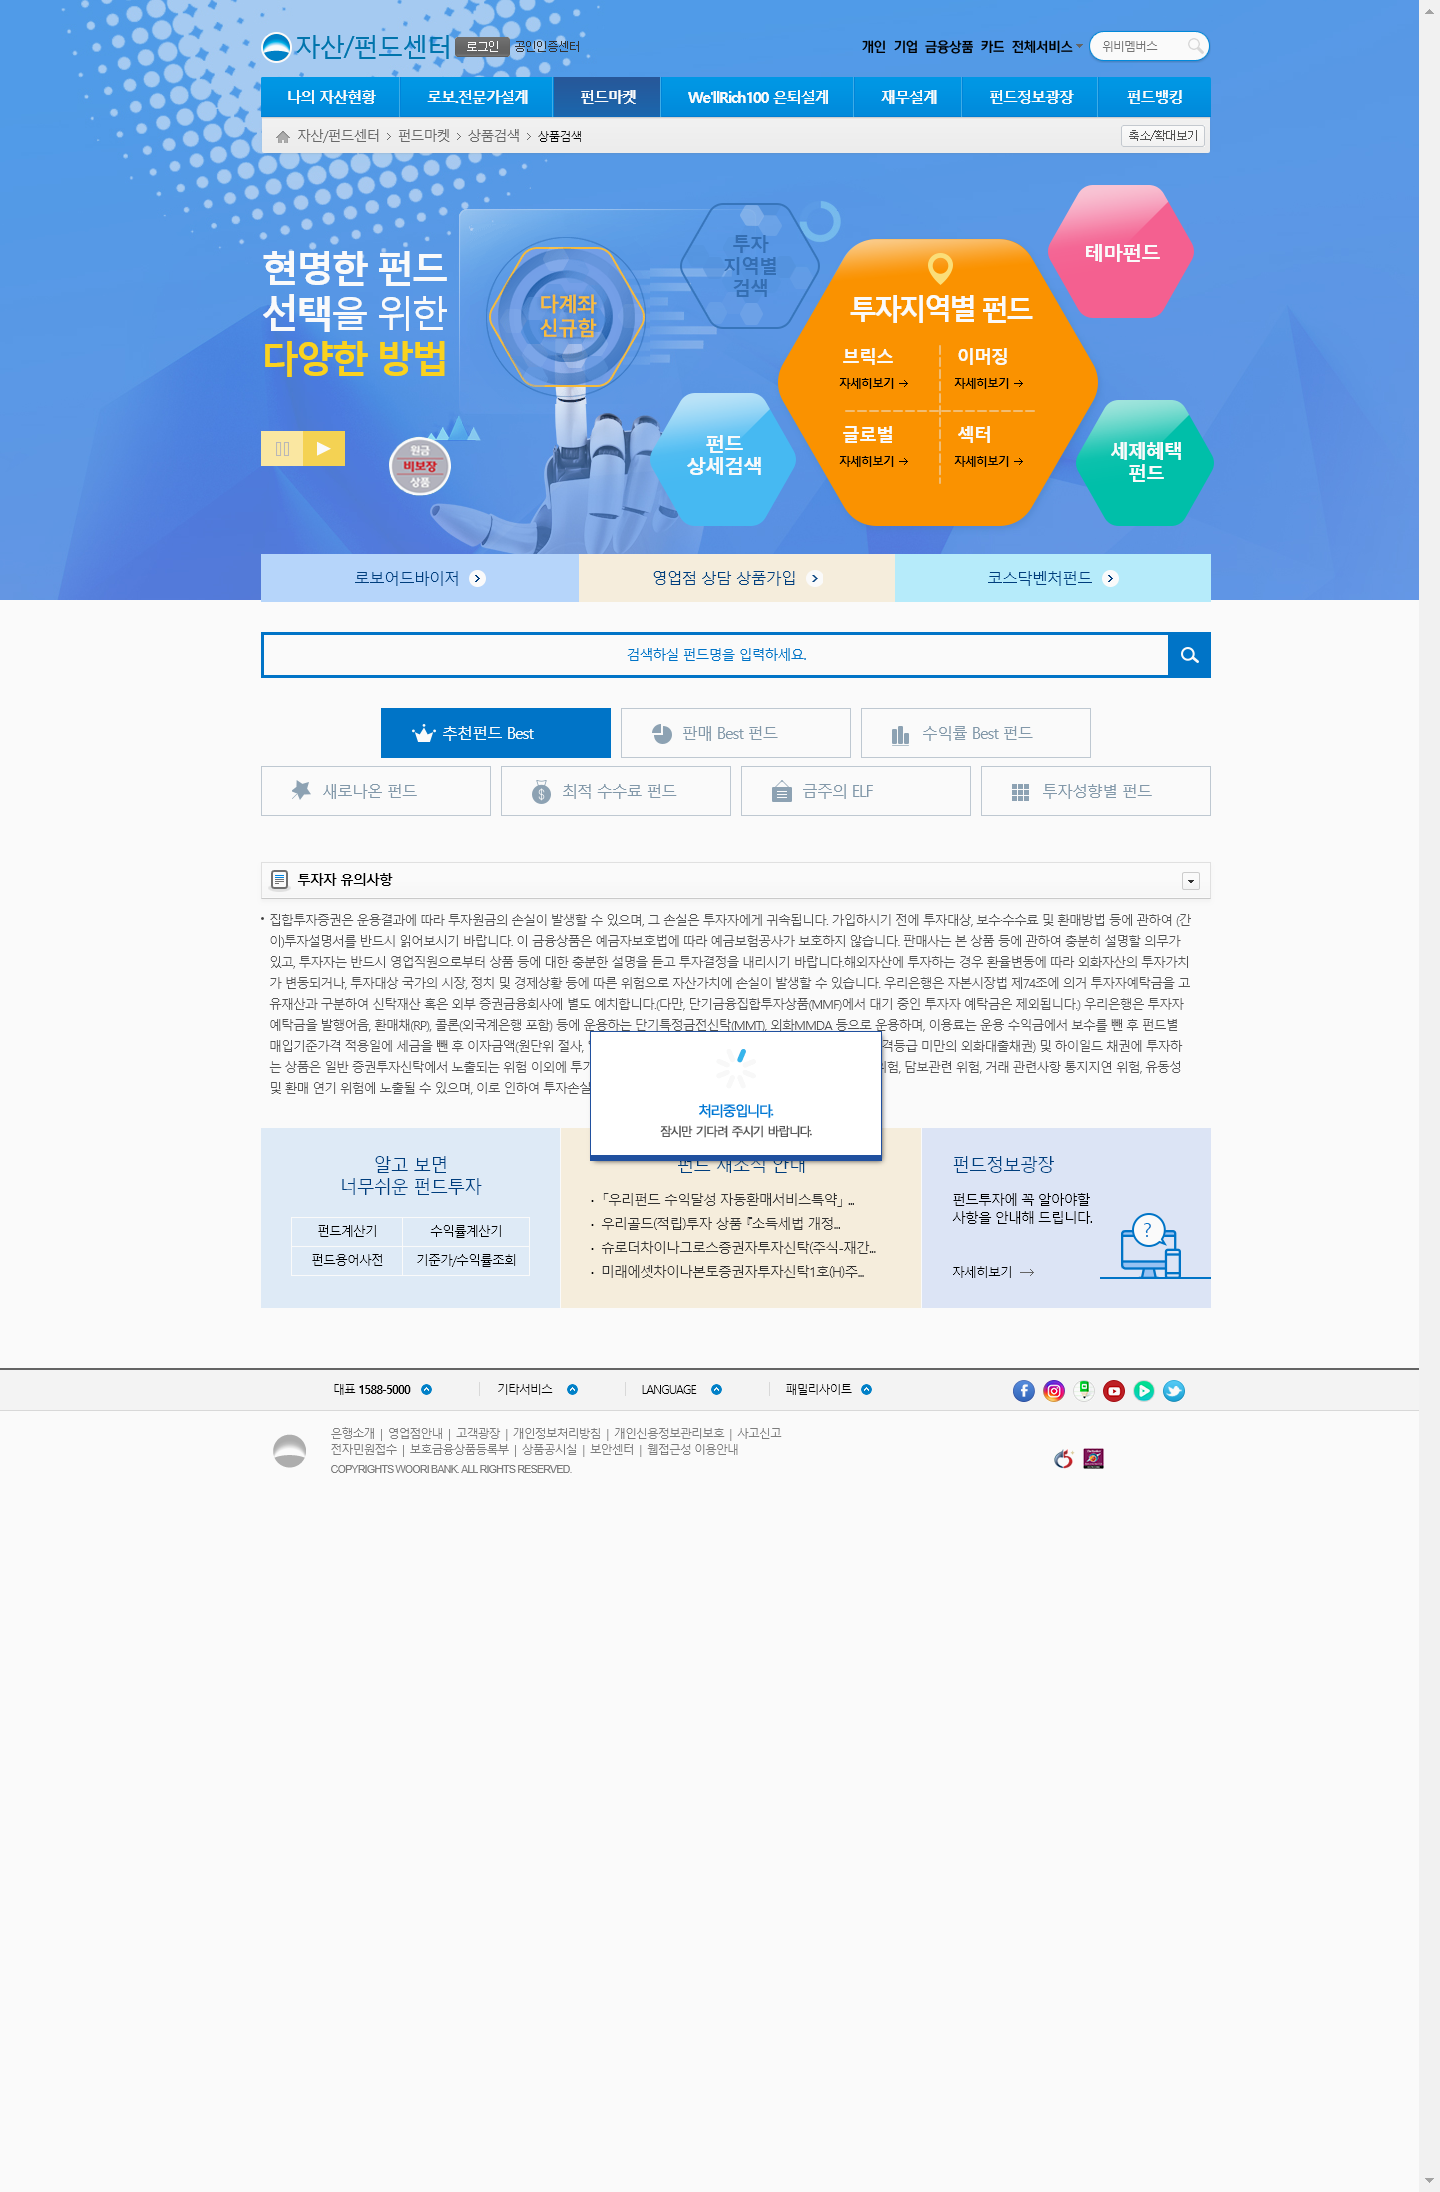 자산/펀드센터 로그인 공인인증센터
개인 기업 금융상품 카드 전체서비스 위비멤버스
나의 자산현황 로보.전문가설계 펀드마켓 We'llRich100 은퇴설계 재무설계 펀드정보광장 펀드뱅킹
자산/펀드센터 > 펀드마켓 > 상품검색 > 상품검색 축소/확대보기
현명한 펀드
선택을 위한
다양한 방법
다계좌
신규함
투자
지역별
검색
원금
비보장
상품
펀드
상세검색
투자지역별 펀드
브릭스 이머징
자세히보기 → 자세히보기 →
글로벌 섹터
자세히보기 → 자세히보기 →
테마펀드
세제혜택
펀드
로보어드바이저 영업점 상담 상품가입 코스닥벤처펀드
검색하실 펀드명을 입력하세요.
추천펀드 Best 판매 Best 펀드 수익률 Best 펀드
새로나온 펀드 최적 수수료 펀드 금주의 ELF 투자성향별 펀드
투자자 유의사항
• 집합투자증권은 운용결과에 따라 투자원금의 손실이 발생할 수 있으며, 그 손실은 투자자에게 귀속됩니다. 가입하시기 전에 투자대상, 보수·수수료 및 환매방법 등에 관하여 (간
이)투자설명서를 반드시 읽어보시기 바랍니다. 이 금융상품은 예금자보호법에 따라 예금보험공사가 보호하지 않습니다. 판매사는 본 상품 등에 관하여 충분히 설명할 의무가
있고, 투자자는 반드시 영업직원으로부터 상품 등에 대한 충분한 설명을 듣고 투자결정을 내리시기 바랍니다.해외자산에 투자하는 경우 환율변동에 따라 외화자산의 투자가치
가 변동되거나, 투자대상 국가의 시장, 정치 및 경제상황 등에 따른 위험으로 자산가치에 손실이 발생할 수 있습니다. 우리은행은 자본시장법 제74조에 의거 투자자예탁금을 고
유재산과 구분하여 신탁재산 혹은 외부 증권금융회사에 별도 예치합니다.(다만, 단기금융집합투자상품(MMF)에서 대기 중인 투자자 예탁금은 제외됩니다.) 우리은행은 투자자
예탁금을 발행어음, 환매채(RP), 콜론(외국계은행 포함) 등에 운용하는 단기특정금전신탁(MMT), 외화MMDA 등으로 운용하며, 이용료는 운용 수익금에서 보수를 뺀 후 펀드별
매입기준가격 적용일에 세금을 뺀 후 이자금액(원단위 절사, 격등급 미만의 외화대출채권) 및 하이일드 채권에 투자하
는 상품은 일반 증권투자신탁에서 노출되는 위험 이외에 투기 위험, 담보관련 위험, 거래 관련사항 통지지연 위험, 유동성
및 환매 연기 위험에 노출될 수 있으며, 이로 인하여 투자손실
처리중입니다.
잠시만 기다려 주시기 바랍니다.
알고 보면
너무쉬운 펀드투자
펀드계산기 수익률계산기
펀드용어사전 기준가/수익률조회
펀드 새소식 안내
· 「우리펀드 수익달성 자동환매서비스특약」 ...
· 우리골드(적립)투자 상품 『소득세법 개정...
· 슈로더차이나그로스증권자투자신탁(주식-재간...
· 미래에셋차이나본토증권자투자신탁1호(H)주...
펀드정보광장
펀드투자에 꼭 알아야할
사항을 안내해 드립니다.
?
자세히보기 →
대표 1588-5000 기타서비스 LANGUAGE 패밀리사이트
은행소개 | 영업점안내 | 고객광장 | 개인정보처리방침 | 개인신용정보관리보호 | 사고신고
전자민원접수 | 보호금융상품등록부 | 상품공시실 | 보안센터 | 웹접근성 이용안내
COPYRIGHTS WOORI BANK. ALL RIGHTS RESERVED.